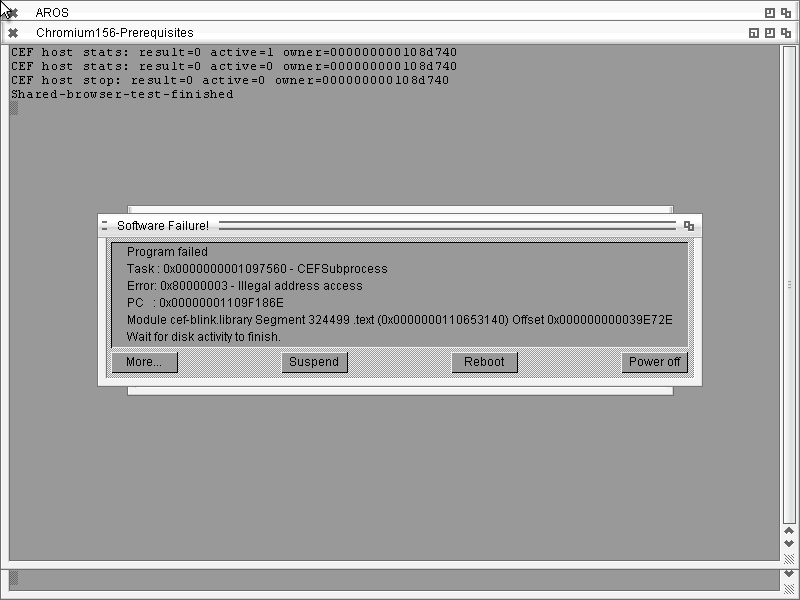 AROS
Chromium156-Prerequisites
CEF host stats: result=0 active=1 owner=000000000108d740
CEF host stats: result=0 active=0 owner=000000000108d740
CEF host stop: result=0 active=0 owner=000000000108d740
Shared-browser-test-finished
Software Failure!
Program failed
Task : 0x0000000001097560 - CEFSubprocess
Error: 0x80000003 - Illegal address access
PC : 0x00000001109F186E
Module cef-blink.library Segment 324499 .text (0x0000000110653140) Offset 0x000000000039E72E
Wait for disk activity to finish.
More... Suspend Reboot Power off